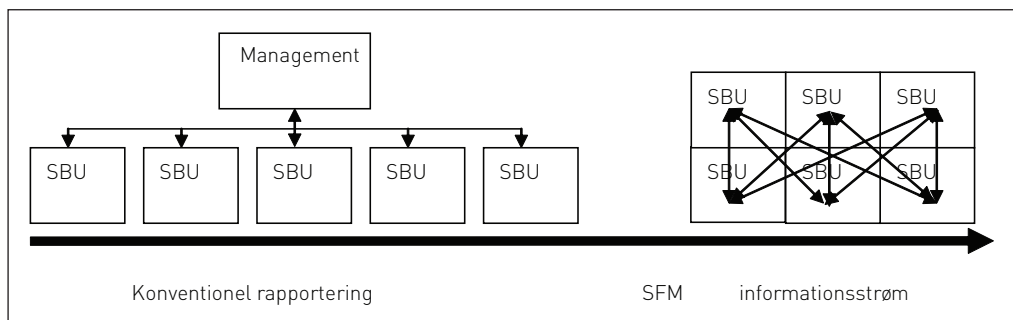 Management
SBU SBU SBU SBU SBU
SBU SBU SBU
SBU SBU SBU
Konventionel rapportering
SFM informationsstrøm